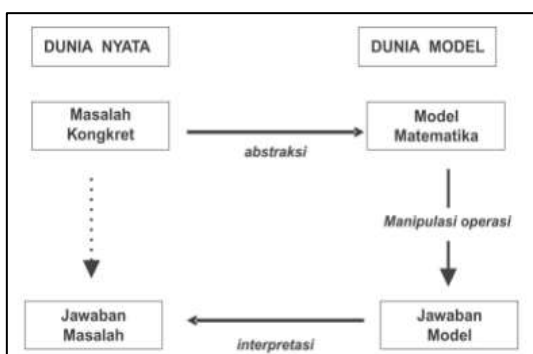 DUNIA NYATA
DUNIA MODEL
Masalah
Kongkret
abstraksi
Model
Matematika
Manipulasi operasi
Jawaban
Masalah
interpretasi
Jawaban
Model